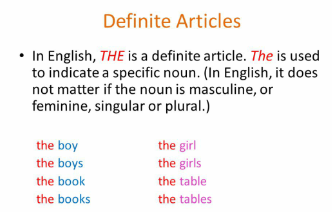 Definite Articles
• In English, THE is a definite article. The is used
to indicate a specific noun. (In English, it does
not matter if the noun is masculine, or
feminine, singular or plural.)
the boy the girl
the boys the girls
the book the table
the books the tables